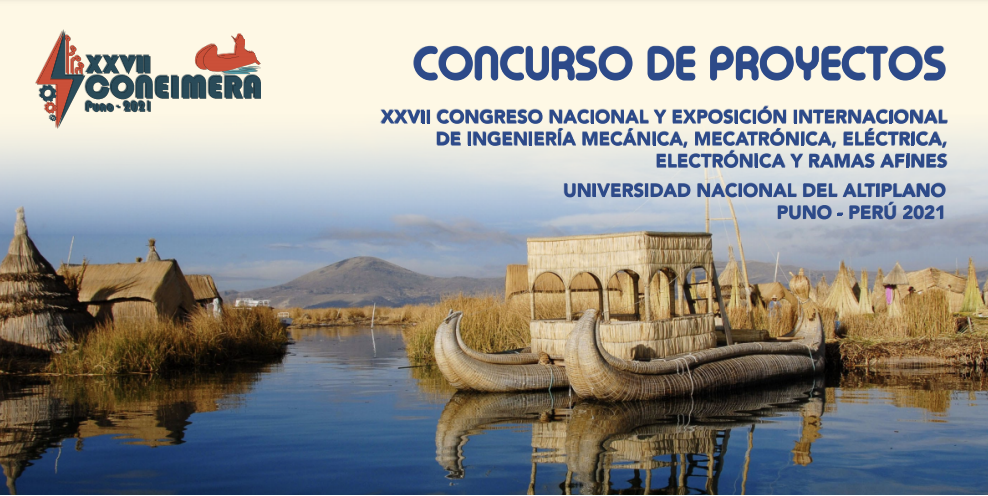 XXVII
CONEIMERA
Puno - 2021
CONCURSO DE PROYECTOS
XXVII CONGRESO NACIONAL Y EXPOSICIÓN INTERNACIONAL
DE INGENIERÍA MECÁNICA, MECATRÓNICA, ELÉCTRICA,
ELECTRÓNICA Y RAMAS AFINES
UNIVERSIDAD NACIONAL DEL ALTIPLANO
PUNO - PERÚ 2021